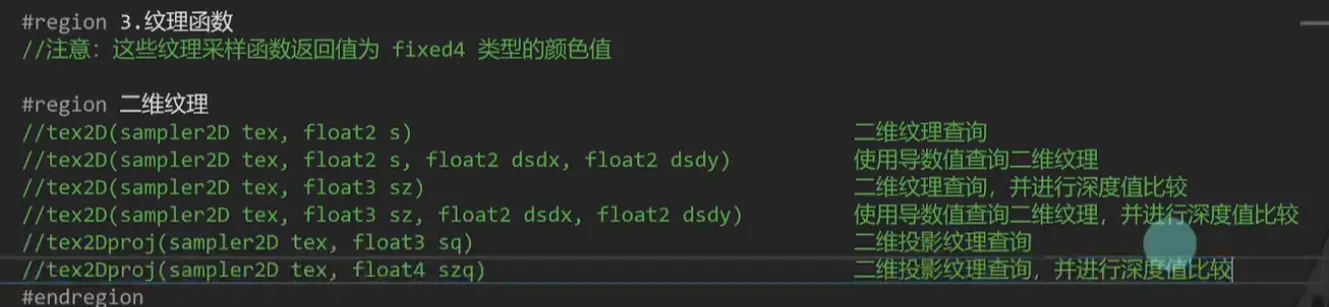 #region 3.纹理函数
//注意：这些纹理采样函数返回值为 fixed4 类型的颜色值
#region 二维纹理
//tex2D(sampler2D tex, float2 s) 二维纹理查询
//tex2D(sampler2D tex, float2 s, float2 dsdx, float2 dsdy) 使用导数值查询二维纹理
//tex2D(sampler2D tex, float3 sz) 二维纹理查询，并进行深度值比较
//tex2D(sampler2D tex, float3 sz, float2 dsdx, float2 dsdy) 使用导数值查询二维纹理，并进行深度值比较
//tex2Dproj(sampler2D tex, float3 sq) 二维投影纹理查询
//tex2Dproj(sampler2D tex, float4 szq) 二维投影纹理查询，并进行深度值比较
#endregion